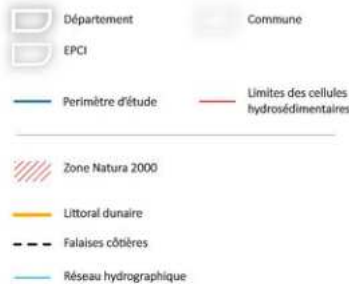 Département
Commune
EPCI
Perimètre d'étude
Limites des cellules
hydrosédimentaires
Zone Natura 2000
Littoral dunaire
Falaises côtières
Réseau hydrographique